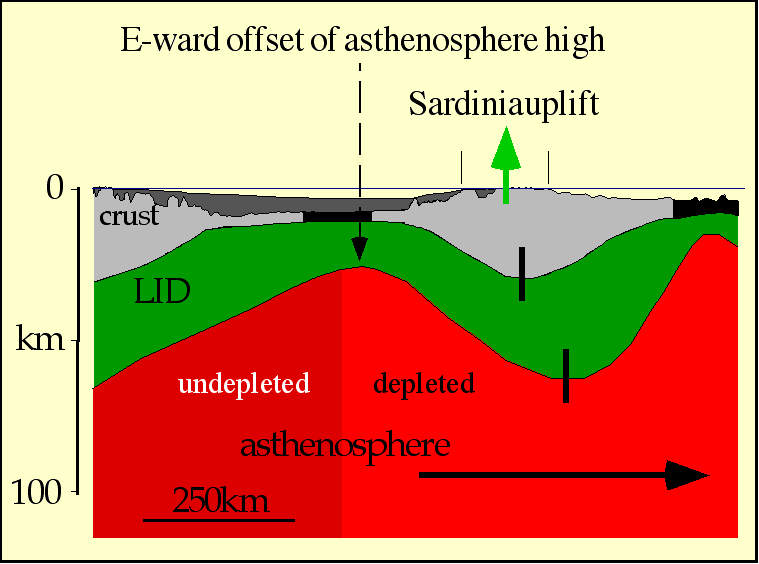 E-ward offset of asthenosphere high
Sardiniauplift
0
crust
LID
km
undepleted
depleted
asthenosphere
100
250km